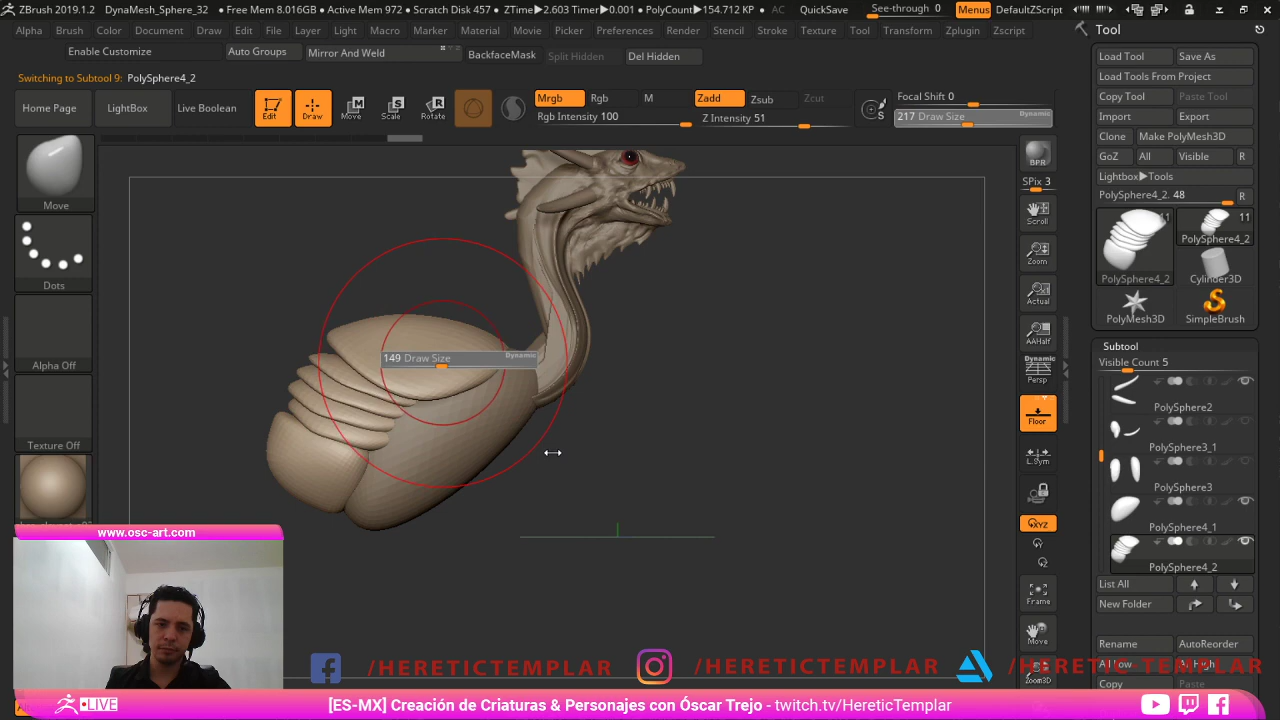 ZBrush 2019.1.2 DynaMesh_Sphere_32 • Free Mem 8.016GB • Active Mem 972 • Scratch Disk 457 • ZTime▶2.603 Timer▶0.001 • PolyCount▶154.712 KP • AC QuickSave See-through 0 Menus DefaultZScript
Alpha Brush Color Document Draw Edit File Layer Light Macro Marker Material Movie Picker Preferences Render Stencil Stroke Texture Tool Transform Zplugin Zscript
Enable Customize Auto Groups Mirror And Weld BackfaceMask Split Hidden Del Hidden
Switching to Subtool 9: PolySphere4_2
Home Page LightBox Live Boolean Edit Draw Move Scale Rotate
Mrgb Rgb M Zadd Zsub Zcut
Rgb Intensity 100 Z Intensity 51
Focal Shift 0
217 Draw Size Dynamic
Move
Dots
Alpha Off
Texture Off
149 Draw Size Dynamic
BPR
SPix 3
Scroll
Zoom
Actual
AAHalf
Dynamic
Persp
Floor
L.Sym
XYZ
Frame
Move
Zoom3D
Tool
Load Tool Save As
Load Tools From Project
Copy Tool Paste Tool
Import Export
Clone Make PolyMesh3D
GoZ All Visible R
Lightbox▶Tools
PolySphere4_2. 48 R
11 11
PolySphere4_2
PolySphere4_2 Cylinder3D
PolyMesh3D SimpleBrush
Subtool
Visible Count 5
PolySphere2
PolySphere3_1
PolySphere3
PolySphere4_1
PolySphere4_2
List All
New Folder
Rename AutoReorder
Copy Paste
www.osc-art.com
/HERETICTEMPLAR /HERETICTEMPLAR /HERETIC-TEMPLAR
LIVE [ES-MX] Creación de Criaturas & Personajes con Óscar Trejo - twitch.tv/HereticTemplar